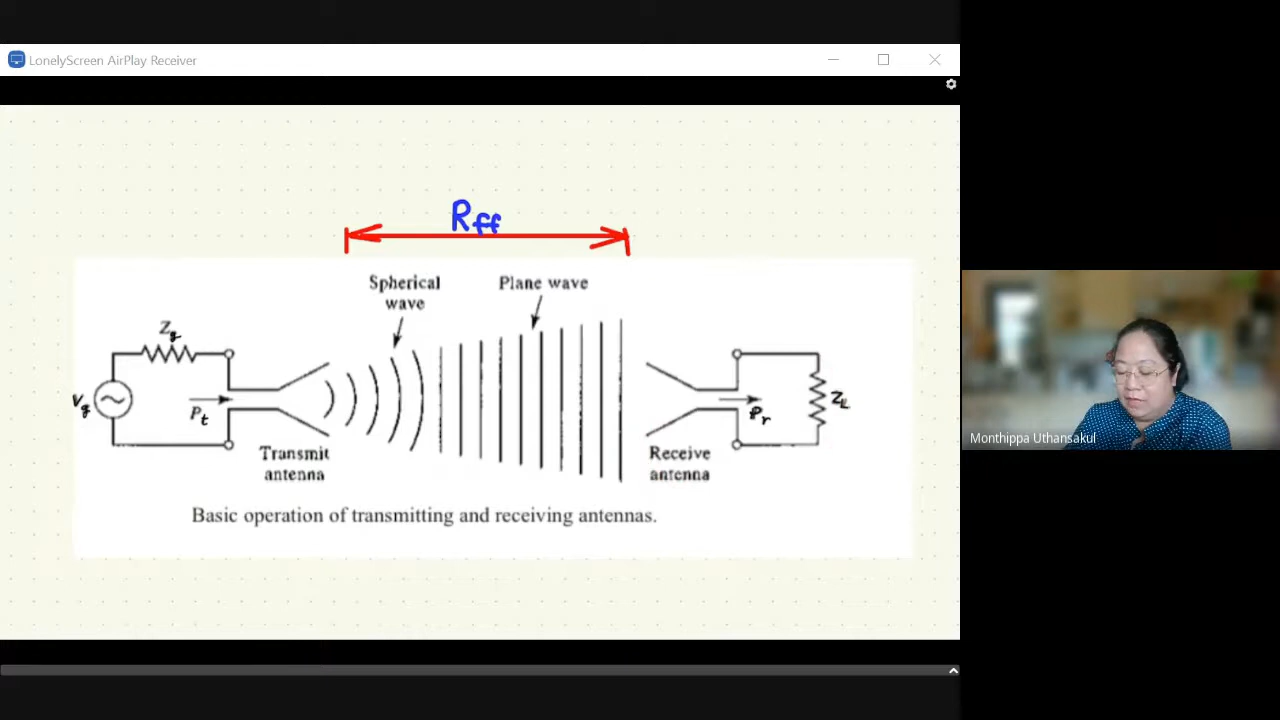 LonelyScreen AirPlay Receiver
Rff
Spherical
wave
Plane wave
Zg
Vg
Pt
Transmit
antenna
Receive
antenna
Pr
ZL
Basic operation of transmitting and receiving antennas.
Monthippa Uthansakul